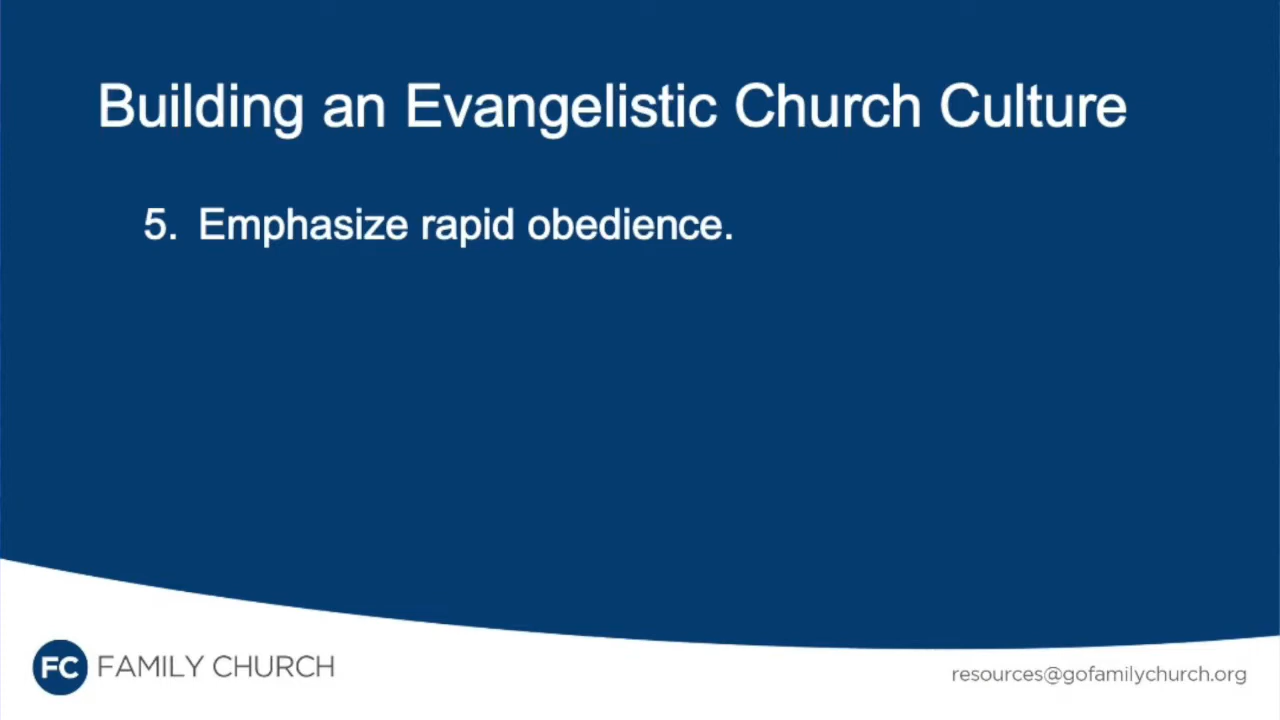 Building an Evangelistic Church Culture
5. Emphasize rapid obedience.
FC FAMILY CHURCH
resources@gofamilychurch.org